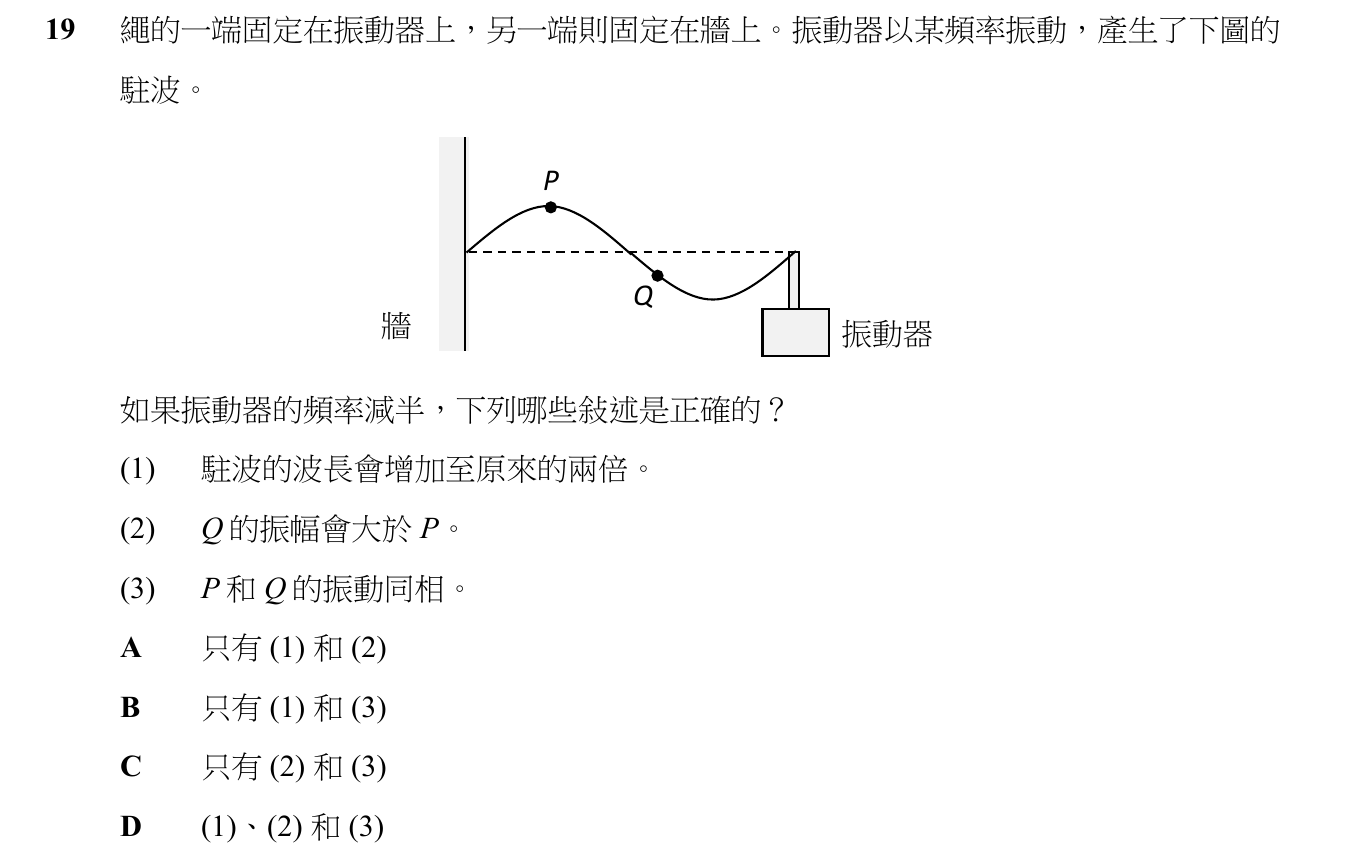 19 繩的一端固定在振動器上，另一端則固定在牆上。振動器以某頻率振動，產生了下圖的
駐波。
P
Q
牆
振動器
如果振動器的頻率減半，下列哪些敍述是正確的？
(1) 駐波的波長會增加至原來的兩倍。
(2) Q 的振幅會大於 P。
(3) P 和 Q 的振動同相。
A 只有 (1) 和 (2)
B 只有 (1) 和 (3)
C 只有 (2) 和 (3)
D (1)、(2) 和 (3)